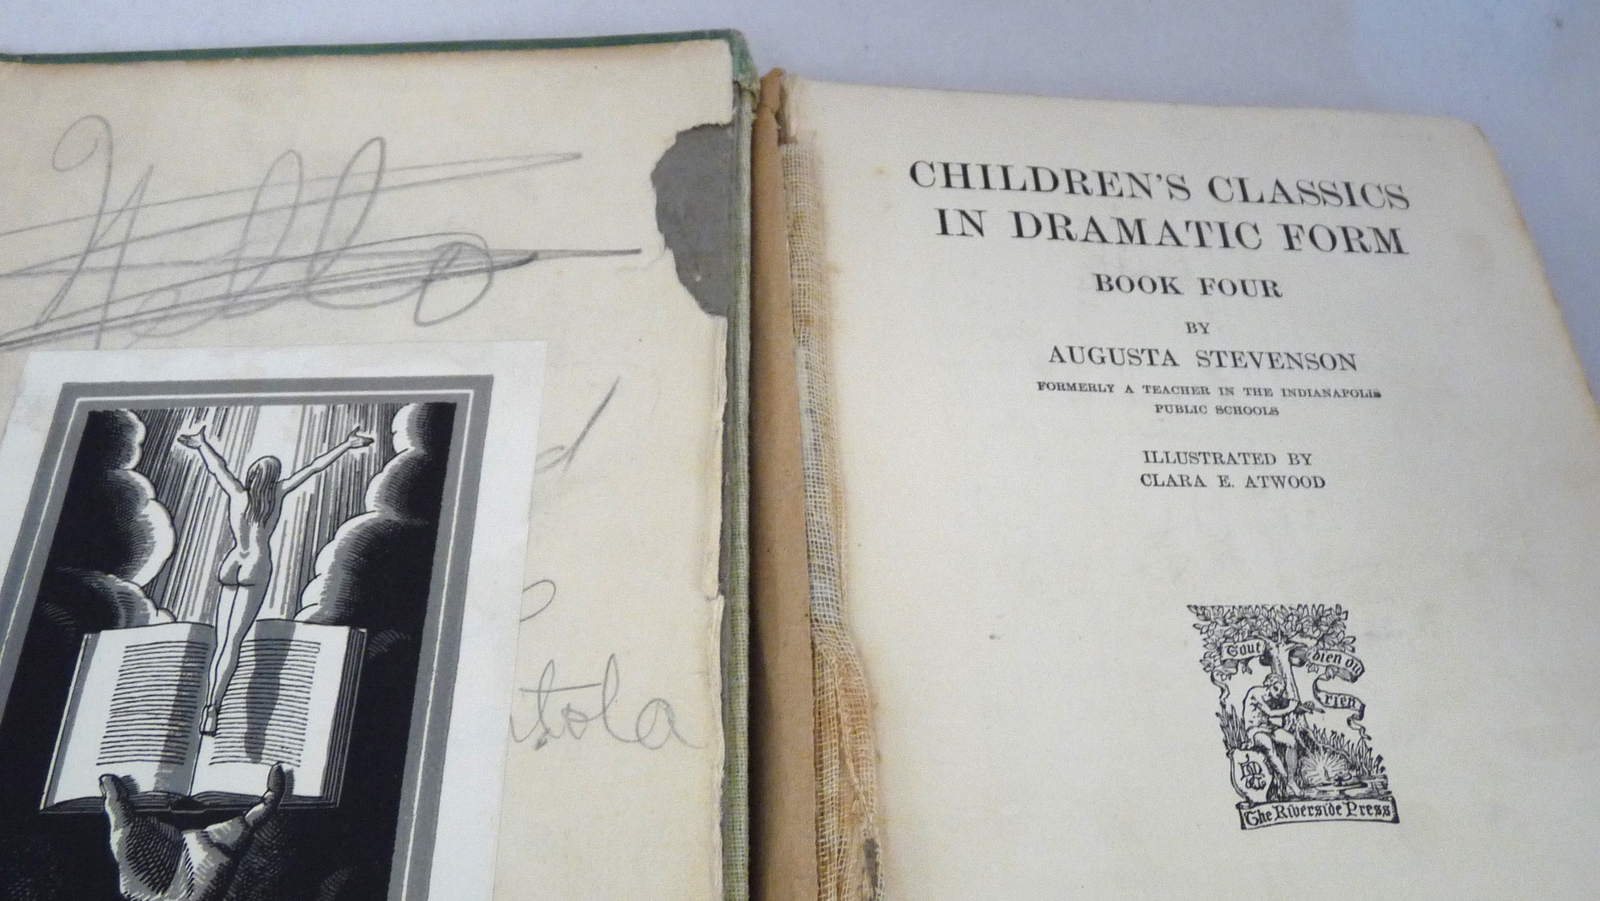 Hello
d
CHILDREN'S CLASSICS
IN DRAMATIC FORM
BOOK FOUR
BY
AUGUSTA STEVENSON
FORMERLY A TEACHER IN THE INDIANAPOLIS
PUBLIC SCHOOLS
ILLUSTRATED BY
CLARA E. ATWOOD
Tout bien ou
rien
The Riverside Press